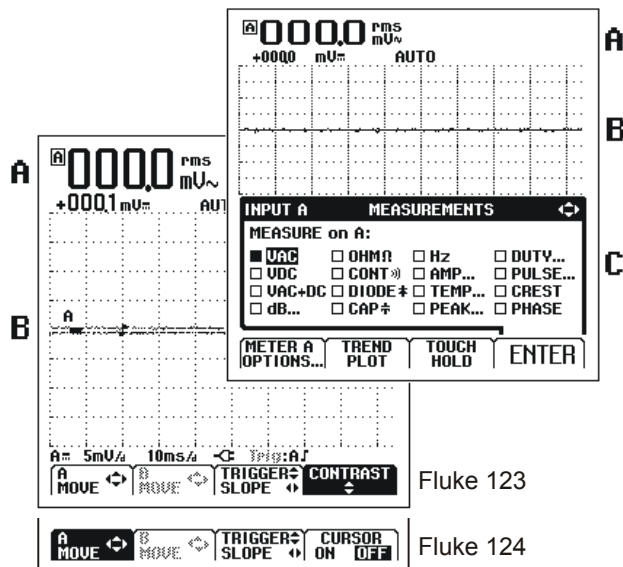 A 000.0 rms mV~
+000.0 mV⎓ AUTO
A
B
INPUT A MEASUREMENTS
MEASURE on A:
■ VAC □ OHM Ω □ Hz □ DUTY...
□ VDC □ CONT □ AMP... □ PULSE...
□ VAC+DC □ DIODE □ TEMP... □ CREST
□ dB... □ CAP □ PEAK... □ PHASE
C
METER A OPTIONS... TREND PLOT TOUCH HOLD ENTER
A
A 000.0 rms mV~
+000.1 mV⎓ AU
A
B
A⎓ 5mV/d 10ms/d Trig:A
A MOVE B MOVE TRIGGER SLOPE CONTRAST
Fluke 123
A MOVE B MOVE TRIGGER SLOPE CURSOR ON OFF
Fluke 124